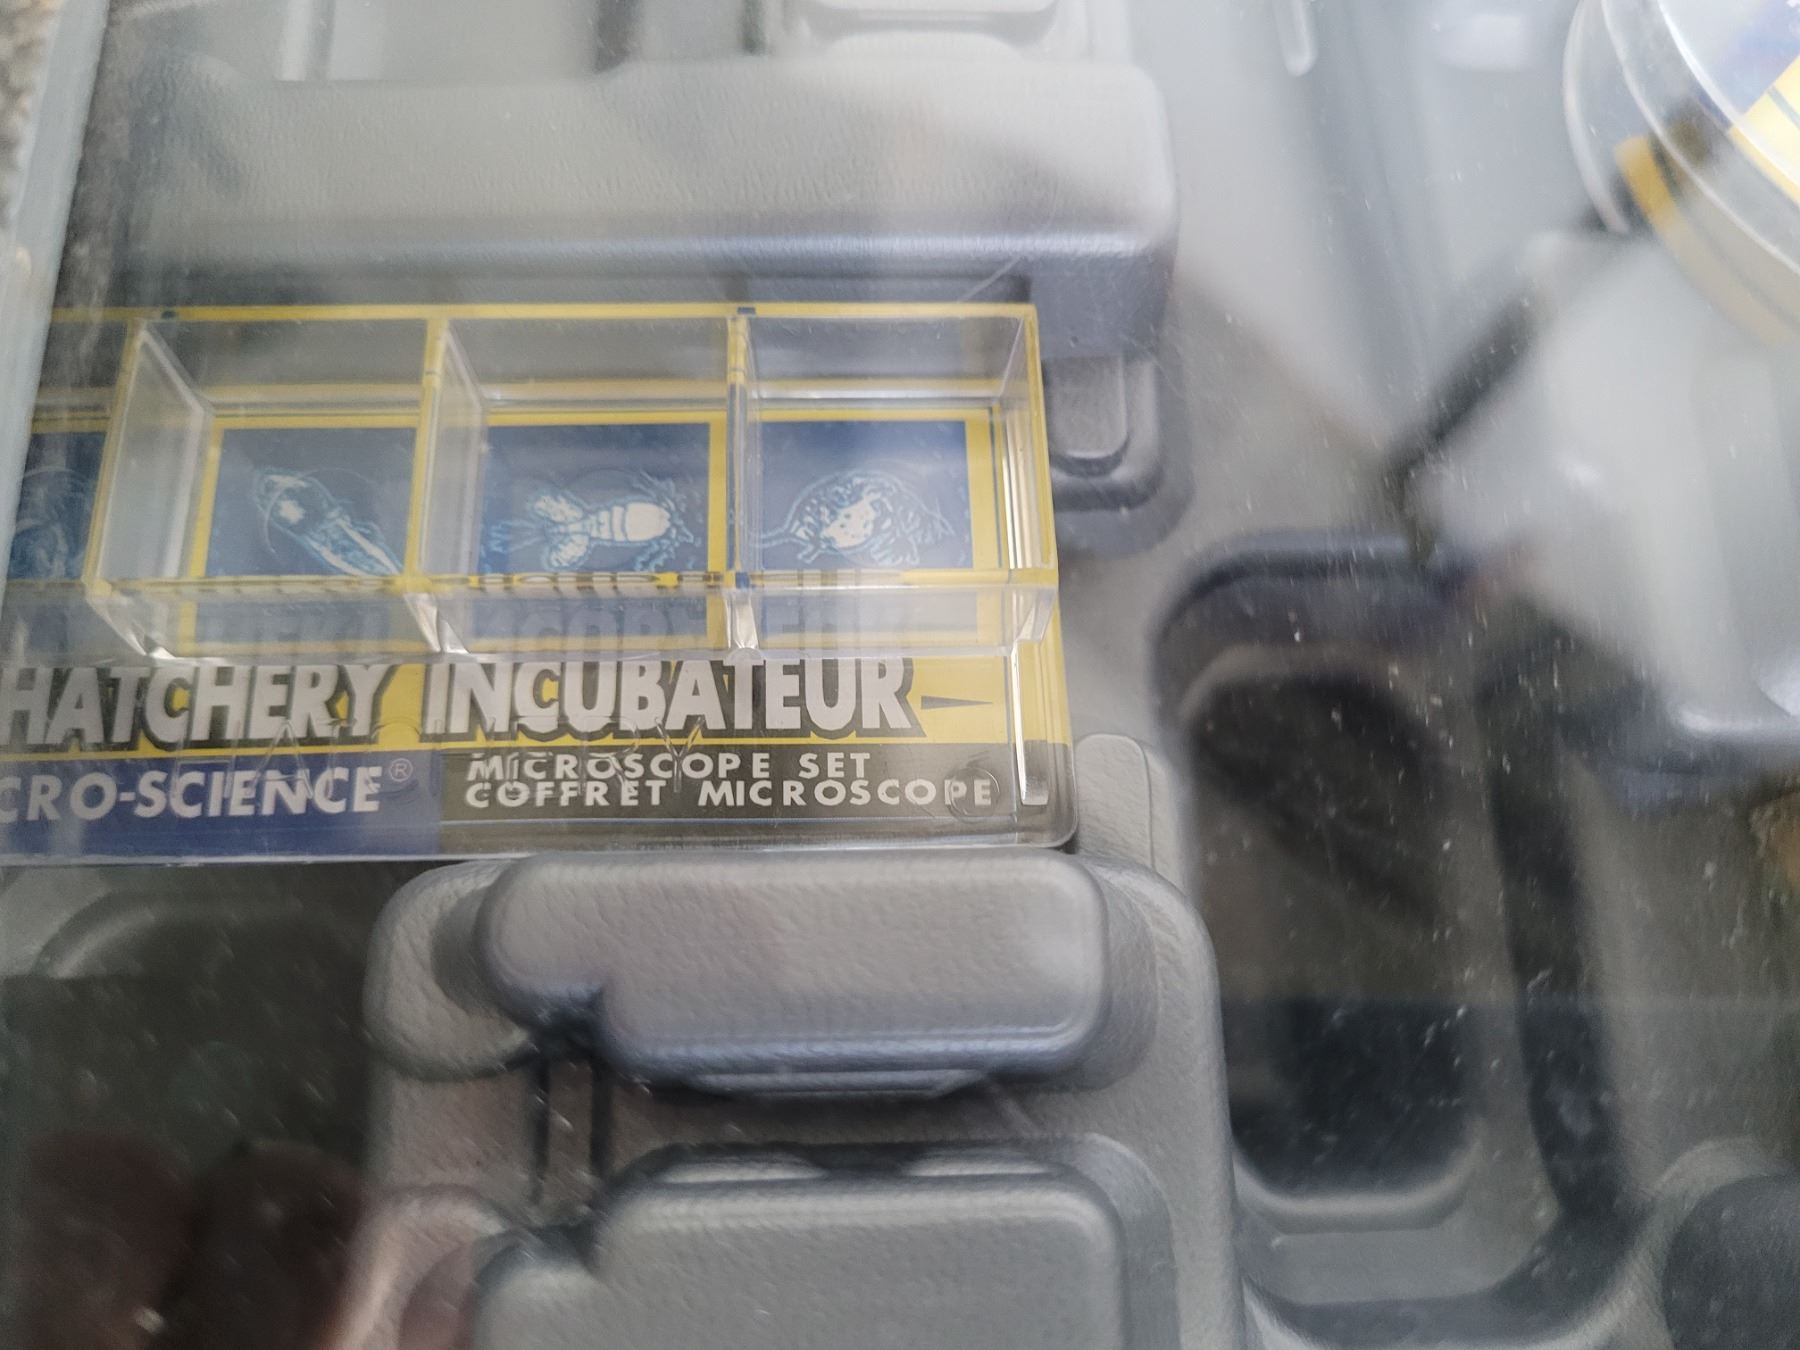 HATCHERY INCUBATEUR
CRO-SCIENCE® MICROSCOPE SET
COFFRET MICROSCOPE